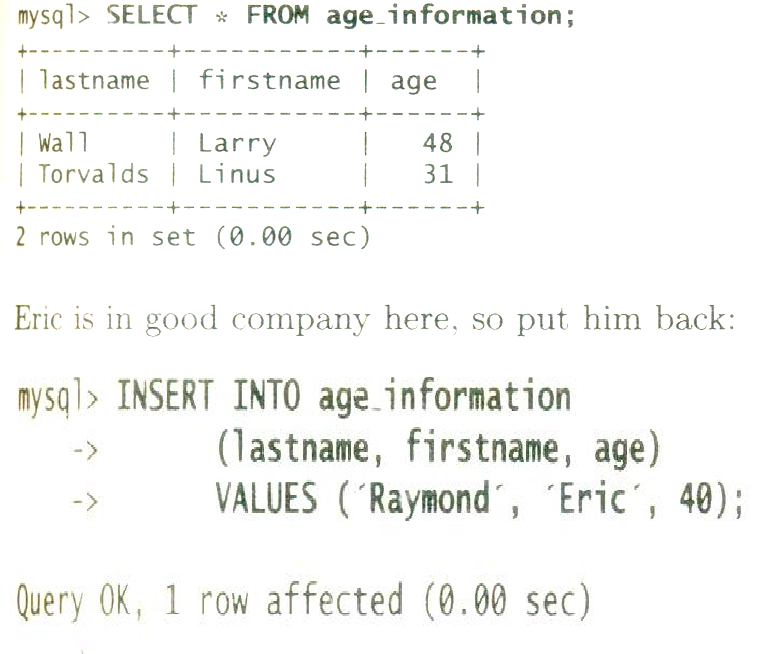 mysql> SELECT * FROM age_information;
+----------+-----------+------+
| lastname | firstname | age  |
+----------+-----------+------+
| Wall     | Larry     |   48 |
| Torvalds | Linus     |   31 |
+----------+-----------+------+
2 rows in set (0.00 sec)
Eric is in good company here, so put him back:
mysql> INSERT INTO age_information
    ->        (lastname, firstname, age)
    ->        VALUES (´Raymond´, ´Eric´, 40);
Query OK, 1 row affected (0.00 sec)